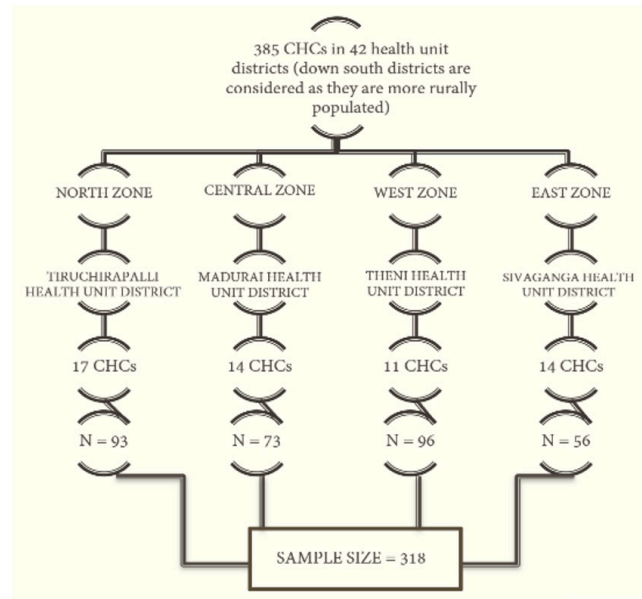 385 CHCs in 42 health unit
districts (down south districts are
considered as they are more rurally
populated)
NORTH ZONE
CENTRAL ZONE
WEST ZONE
EAST ZONE
TIRUCHIRAPALLI
HEALTH UNIT DISTRICT
MADURAI HEALTH
UNIT DISTRICT
THENI HEALTH
UNIT DISTRICT
SIVAGANGA HEALTH
UNIT DISTRICT
17 CHCs
14 CHCs
11 CHCs
14 CHCs
N = 93
N = 73
N = 96
N = 56
SAMPLE SIZE = 318